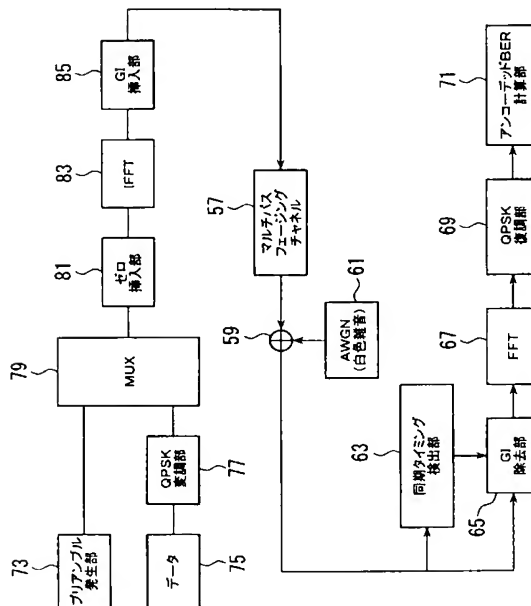 73
プリアンブル
発生部
75
データ
77
QPSK
変調部
79
MUX
81
ゼロ
挿入部
83
IFFT
85
GI
挿入部
57
マルチパス
フェージング
チャネル
59
61
AWGN
(白色雑音)
63
同期タイミング
検出部
65
GI
除去部
67
FFT
69
QPSK
復調部
71
アンコーデッドBER
計算部